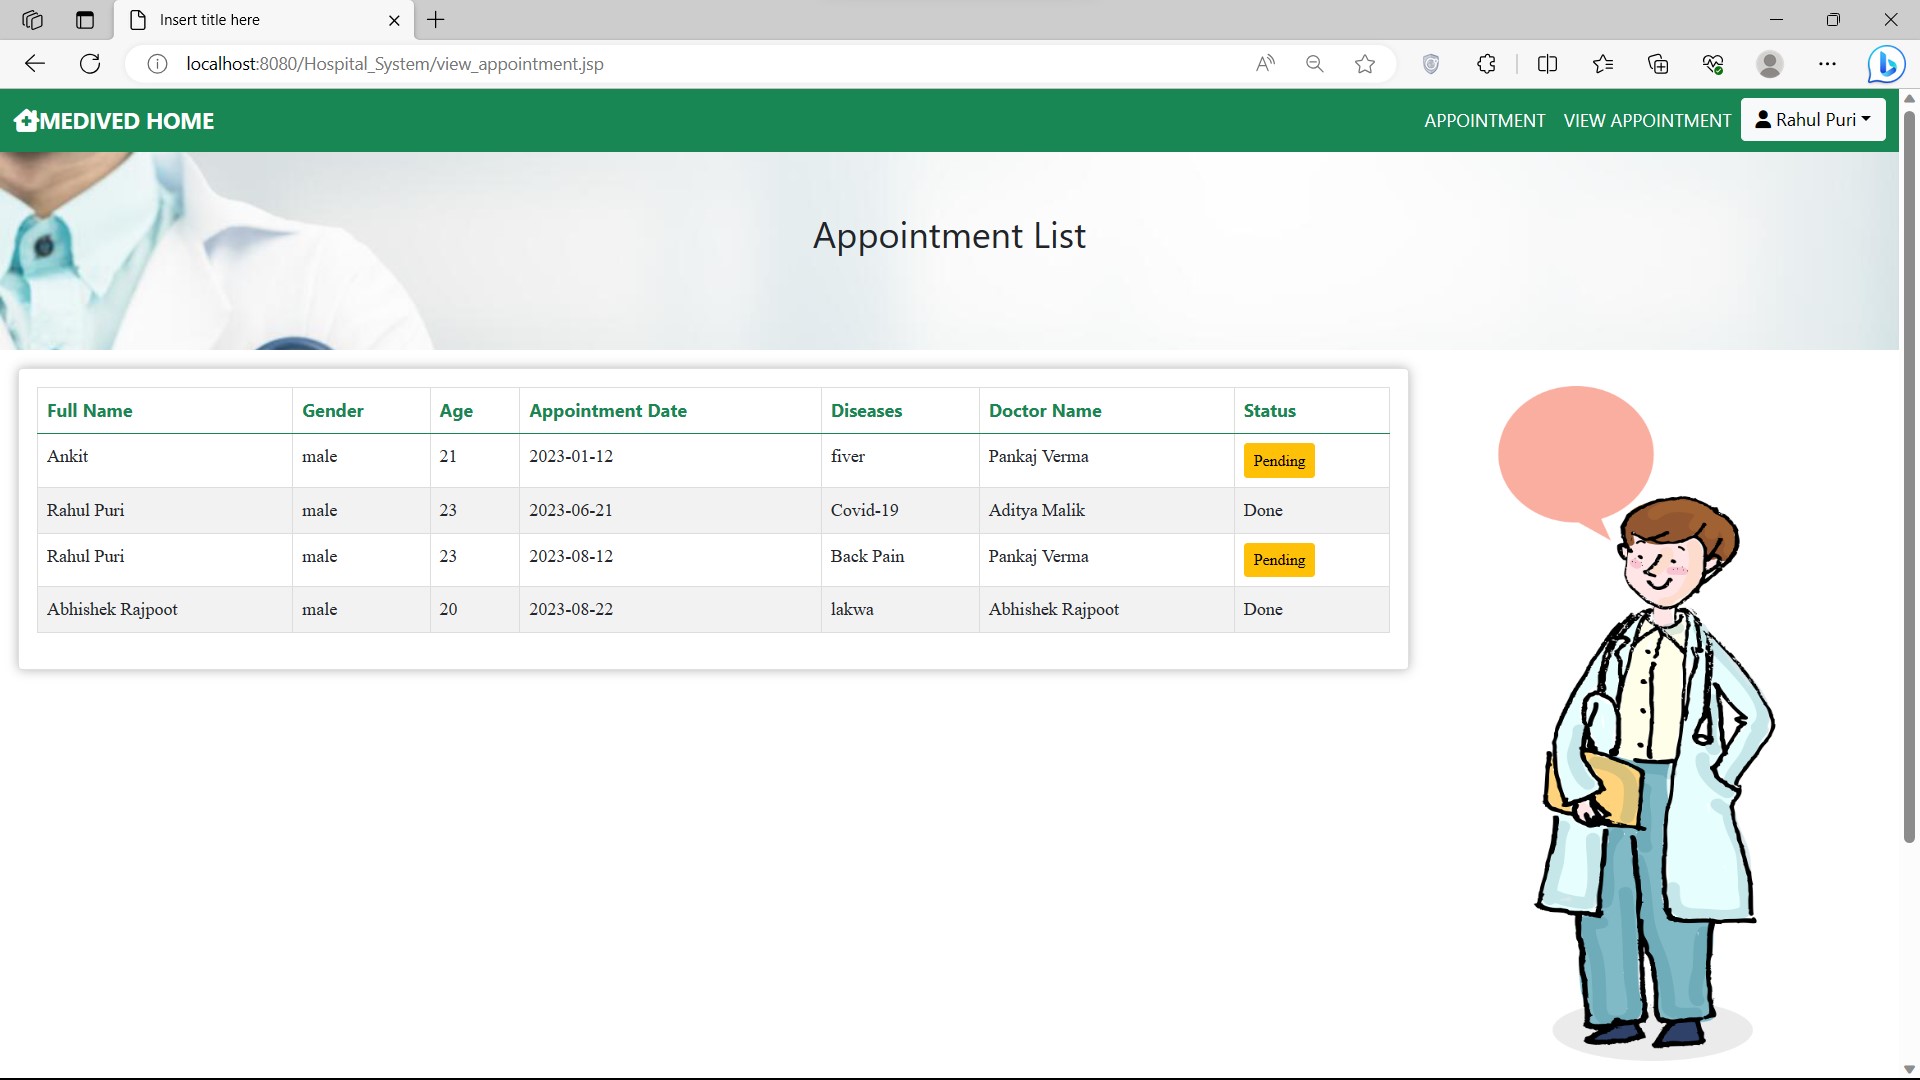 Insert title here
localhost:8080/Hospital_System/view_appointment.jsp
MEDIVED HOME APPOINTMENT VIEW APPOINTMENT Rahul Puri
Appointment List
Full Name Gender Age Appointment Date Diseases Doctor Name Status
Ankit male 21 2023-01-12 fiver Pankaj Verma Pending
Rahul Puri male 23 2023-06-21 Covid-19 Aditya Malik Done
Rahul Puri male 23 2023-08-12 Back Pain Pankaj Verma Pending
Abhishek Rajpoot male 20 2023-08-22 lakwa Abhishek Rajpoot Done